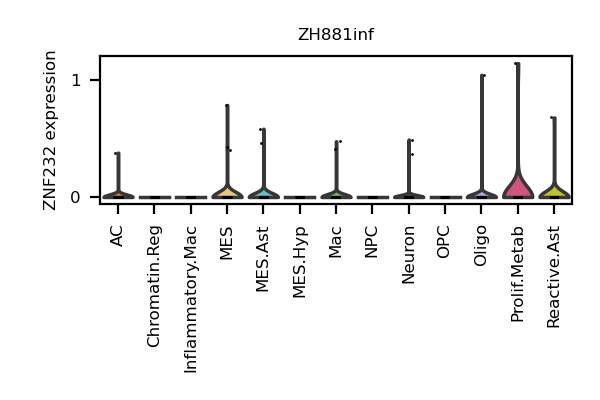 ZH881inf
ZNF232 expression
1
0
AC
Chromatin.Reg
Inflammatory.Mac
MES
MES.Ast
MES.Hyp
Mac
NPC
Neuron
OPC
Oligo
Prolif.Metab
Reactive.Ast